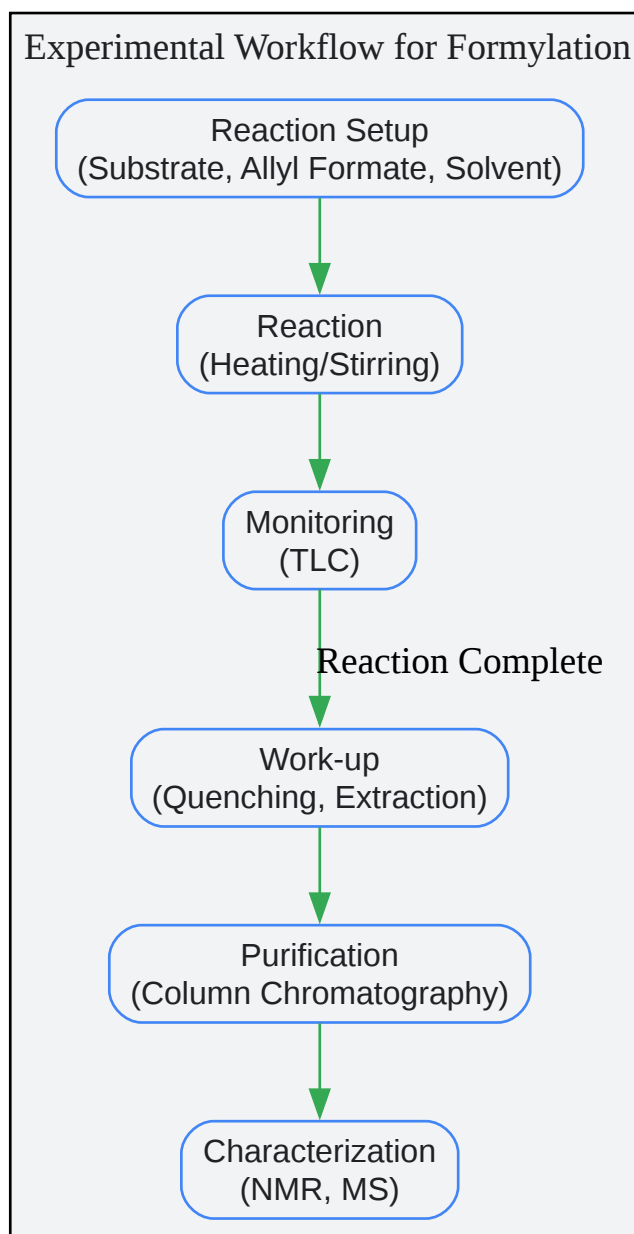 Experimental Workflow for Formylation
Reaction Setup
(Substrate, Allyl Formate, Solvent)
Reaction
(Heating/Stirring)
Monitoring
(TLC)
Reaction Complete
Work-up
(Quenching, Extraction)
Purification
(Column Chromatography)
Characterization
(NMR, MS)